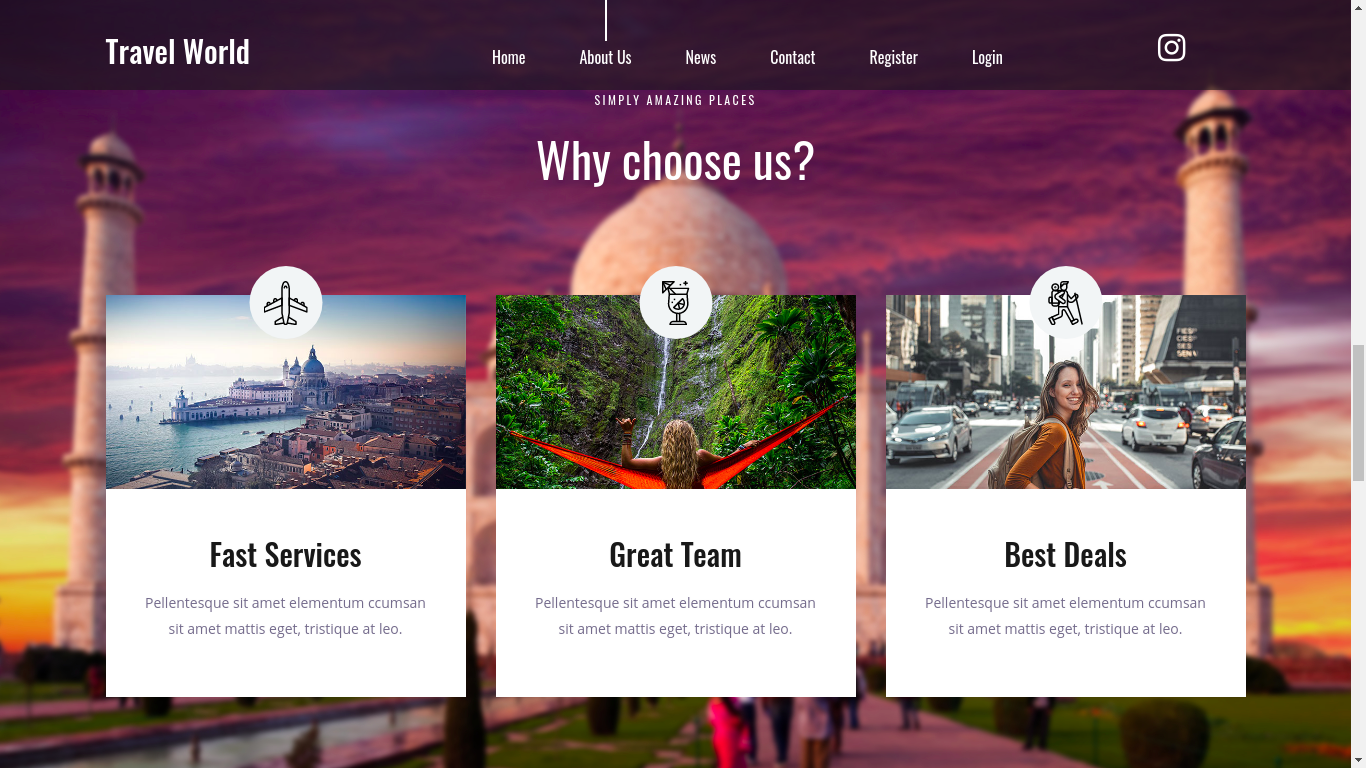 Travel World
Home
About Us
News
Contact
Register
Login
SIMPLY AMAZING PLACES
Why choose us?
Fast Services
Pellentesque sit amet elementum ccumsan
sit amet mattis eget, tristique at leo.
Great Team
Pellentesque sit amet elementum ccumsan
sit amet mattis eget, tristique at leo.
Best Deals
Pellentesque sit amet elementum ccumsan
sit amet mattis eget, tristique at leo.